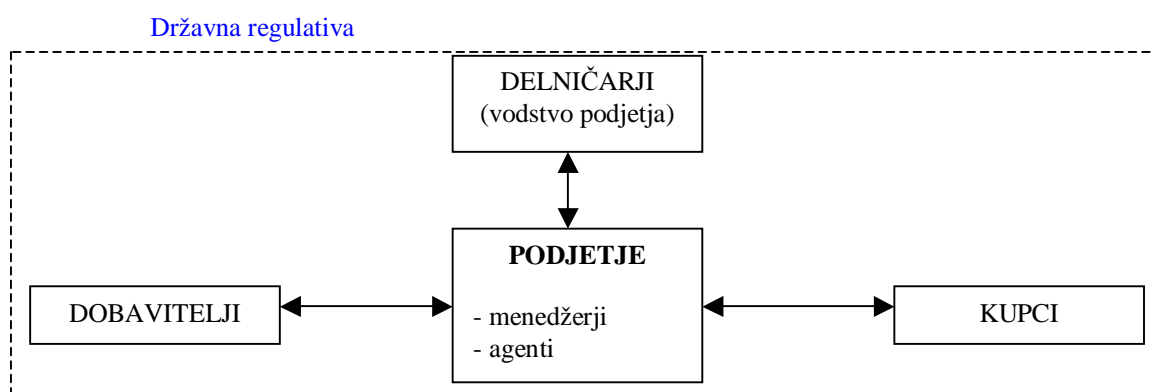 Državna regulativa
DELNIČARJI
(vodstvo podjetja)
PODJETJE
- menedžerji
- agenti
DOBAVITELJI
KUPCI